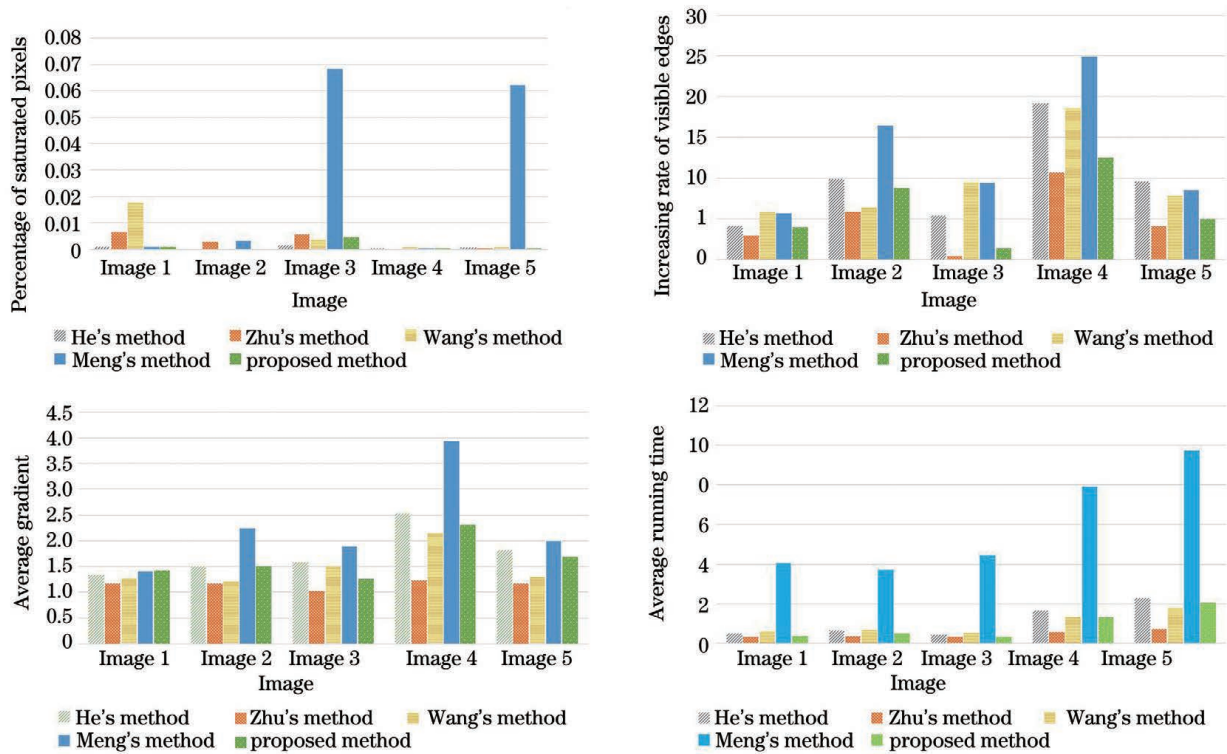 Percentage of saturated pixels
0.08
0.07
0.06
0.05
0.04
0.03
0.02
0.01
0
Image 1 Image 2 Image 3 Image 4 Image 5
Image
He's method Zhu's method Wang's method
Meng's method proposed method
Increasing rate of visible edges
30
25
20
15
10
1
0
Image 1 Image 2 Image 3 Image 4 Image 5
Image
He's method Zhu's method Wang's method
Meng's method proposed method
Average gradient
4.5
4.0
3.5
3.0
2.5
2.0
1.5
1.0
0.5
0
Image 1 Image 2 Image 3 Image 4 Image 5
Image
He's method Zhu's method Wang's method
Meng's method proposed method
Average running time
12
10
0
6
4
2
0
Image 1 Image 2 Image 3 Image 4 Image 5
Image
He's method Zhu's method Wang's method
Meng's method proposed method